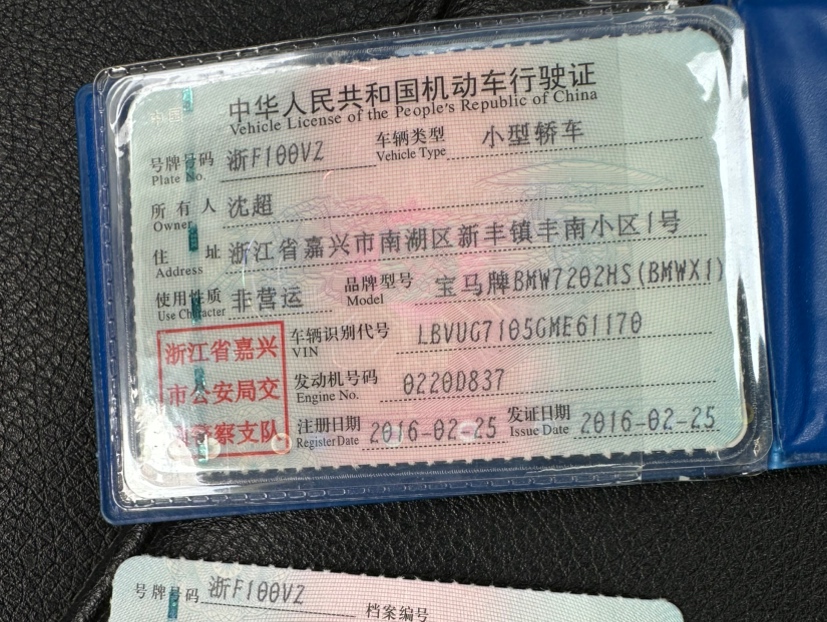 中华人民共和国机动车行驶证
Vehicle License of the People's Republic of China
号牌号码 浙F100V2 车辆类型 小型轿车
Plate No. Vehicle Type
所有人 沈超
Owner
住址 浙江省嘉兴市南湖区新丰镇丰南小区1号
Address
使用性质 非营运 品牌型号 宝马牌BMW7202HS(BMWX1)
Use Character Model
浙江省嘉兴
市公安局交
警察支队
车辆识别代号 LBVUG7105GME61170
VIN
发动机号码 0220D837
Engine No.
注册日期 2016-02-25 发证日期 2016-02-25
Register Date Issue Date
号牌号码 浙F100V2
档案编号